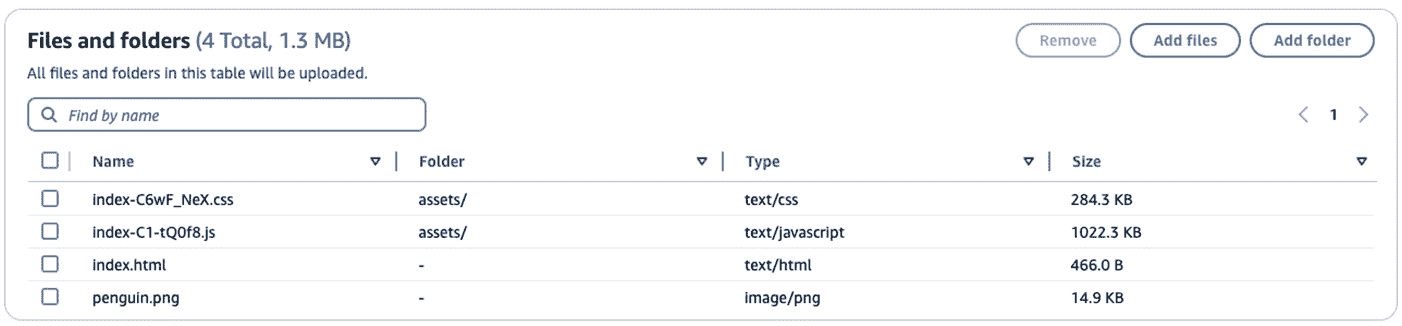 Files and folders (4 Total, 1.3 MB) Remove Add files Add folder
All files and folders in this table will be uploaded.
Find by name 1
Name Folder Type Size
index-C6wF_NeX.css assets/ text/css 284.3 KB
index-C1-tQ0f8.js assets/ text/javascript 1022.3 KB
index.html - text/html 466.0 B
penguin.png - image/png 14.9 KB